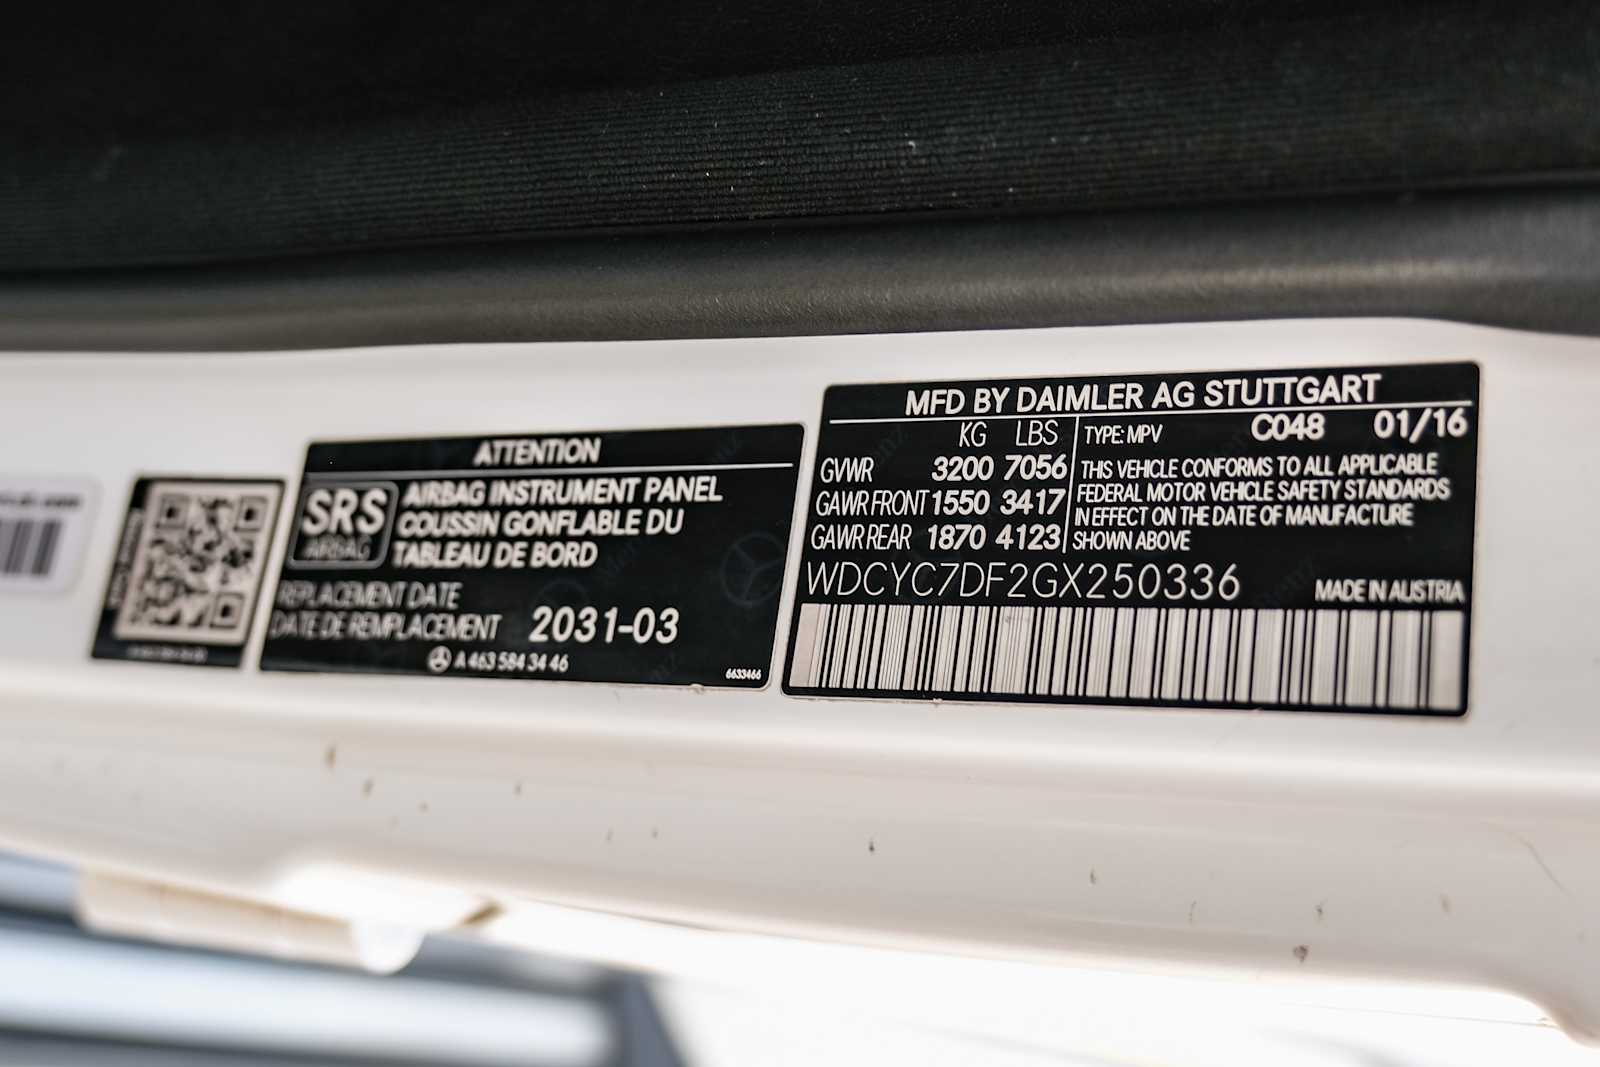 ATTENTION
SRS
AIRBAG
AIRBAG INSTRUMENT PANEL
COUSSIN GONFLABLE DU
TABLEAU DE BORD
REPLACEMENT DATE
DATE DE REMPLACEMENT 2031-03
A 463 584 34 46
6633466
MFD BY DAIMLER AG STUTTGART
KG LBS
GVWR 3200 7056
GAWR FRONT 1550 3417
GAWR REAR 1870 4123
TYPE: MPV C048 01/16
THIS VEHICLE CONFORMS TO ALL APPLICABLE
FEDERAL MOTOR VEHICLE SAFETY STANDARDS
IN EFFECT ON THE DATE OF MANUFACTURE
SHOWN ABOVE
WDCYC7DF2GX250336 MADE IN AUSTRIA